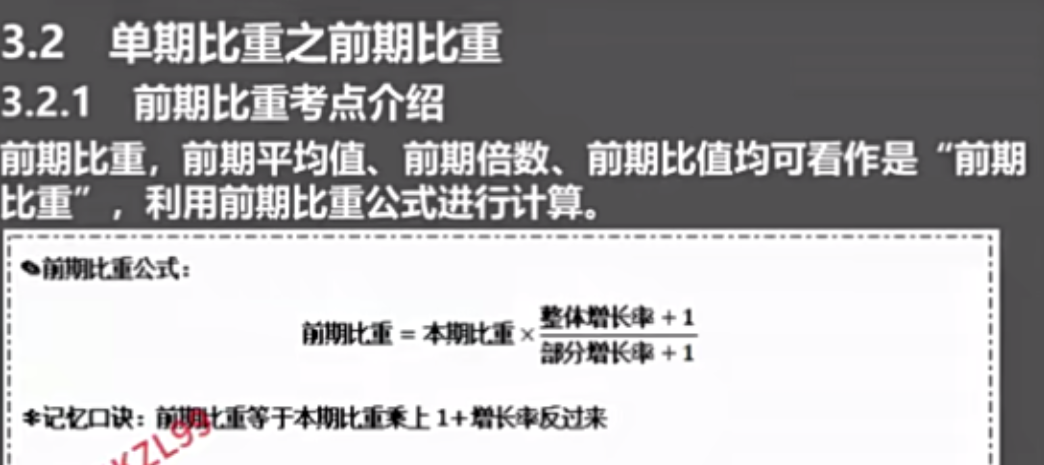 3.2 单期比重之前期比重
3.2.1 前期比重考点介绍
前期比重，前期平均值、前期倍数、前期比值均可看作是“前期
比重”，利用前期比重公式进行计算。
✎前期比重公式：
前期比重 = 本期比重 × (整体增长率 + 1) / (部分增长率 + 1)
*记忆口诀：前期比重等于本期比重乘上 1+增长率反过来
KZL99